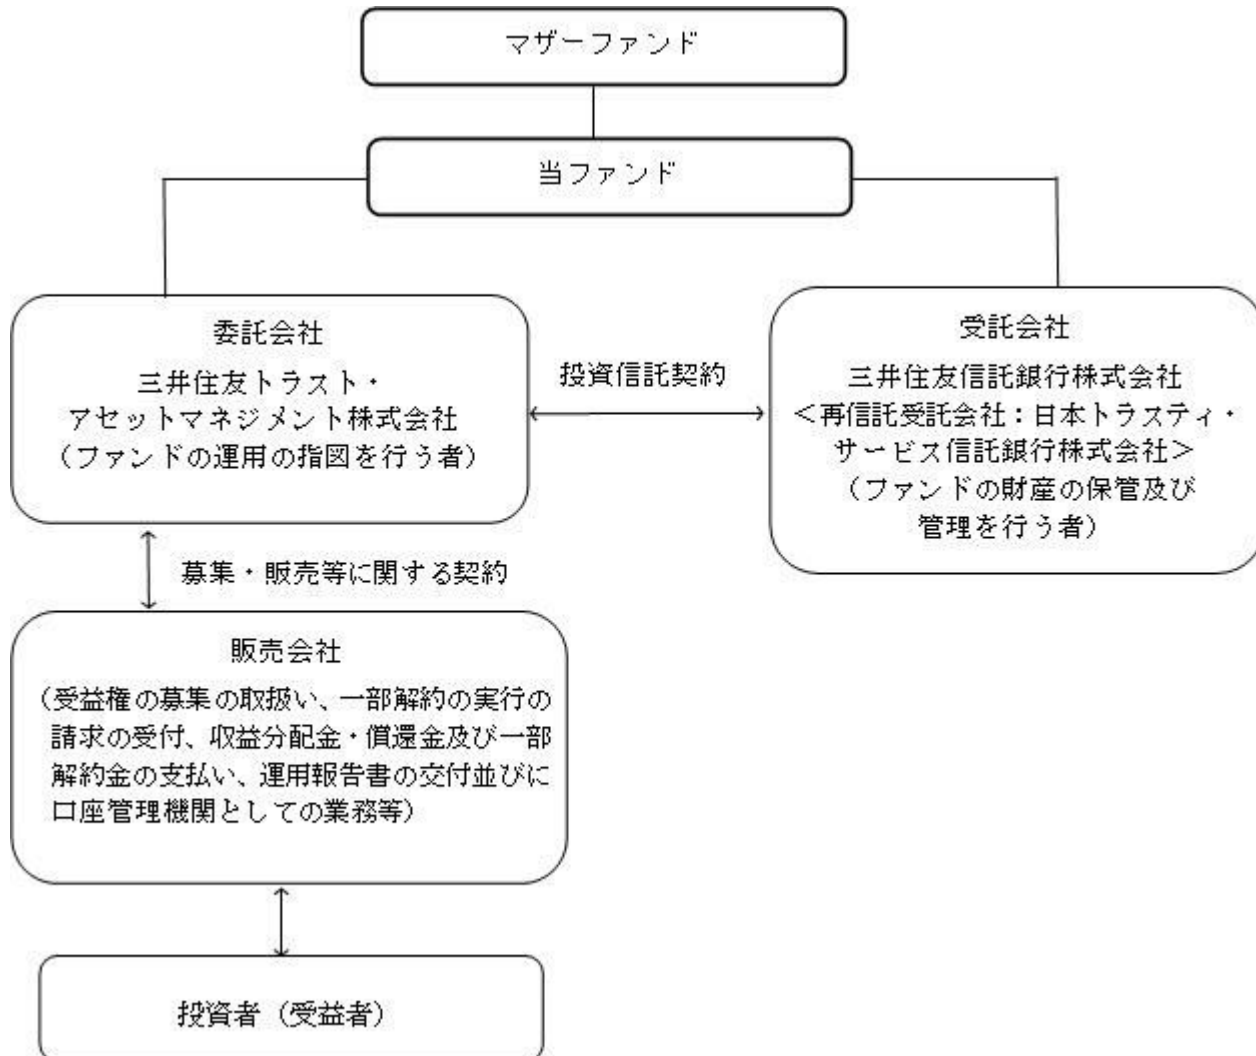 マザーファンド
当ファンド
委託会社
三井住友トラスト・
アセットマネジメント株式会社
（ファンドの運用の指図を行う者）
投資信託契約
受託会社
三井住友信託銀行株式会社
＜再信託受託会社：日本トラスティ・
サービス信託銀行株式会社＞
（ファンドの財産の保管及び
管理を行う者）
募集・販売等に関する契約
販売会社
（受益権の募集の取扱い、一部解約の実行の
請求の受付、収益分配金・償還金及び一部
解約金の支払い、運用報告書の交付並びに
口座管理機関としての業務等）
投資者（受益者）